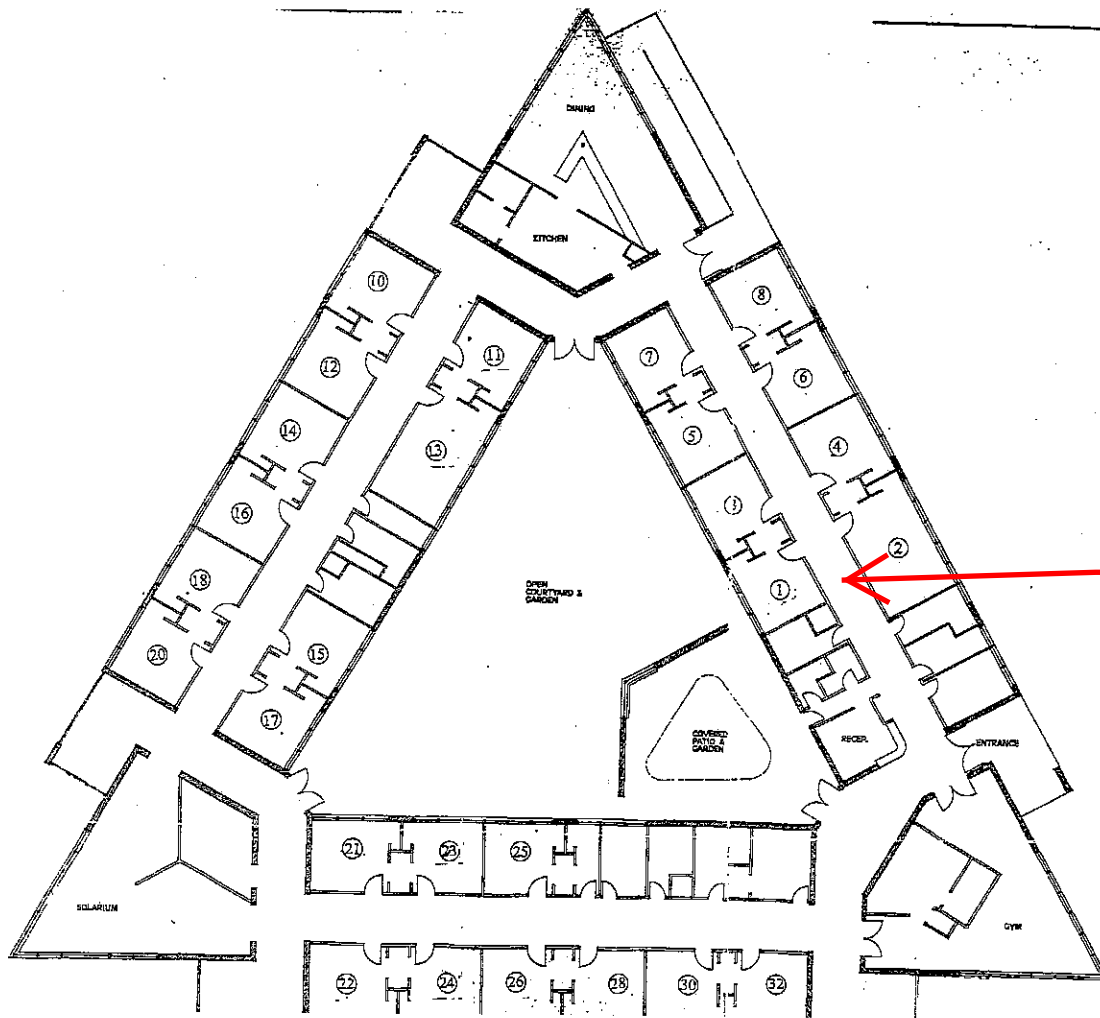 DINING
KITCHEN
10
8
11
7
12
6
14
5
4
13
16
3
2
18
1
OPEN
COURTYARD &
GARDEN
20
15
17
COVERED
PATIO &
GARDEN
RECEP.
ENTRANCE
21
23
25
SOLARIUM
GYM
22
24
26
28
30
32